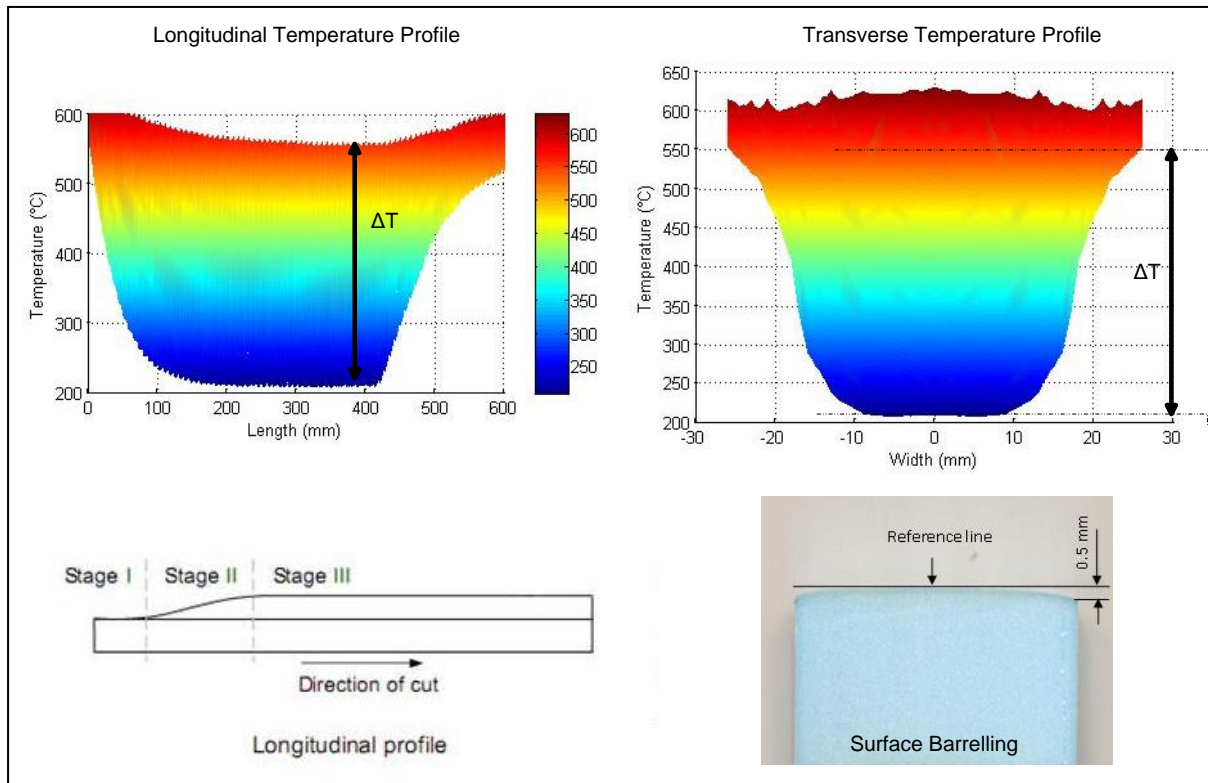 Longitudinal Temperature Profile
Transverse Temperature Profile
600
500
400
300
200
Temperature (°C)
0
100
200
300
400
500
600
Length (mm)
ΔT
600
550
500
450
400
350
300
250
650
600
550
500
450
400
350
300
250
200
Temperature (°C)
-30
-20
-10
0
10
20
30
Width (mm)
ΔT
Stage I
Stage II
Stage III
Direction of cut
Longitudinal profile
Reference line
0.5 mm
Surface Barrelling